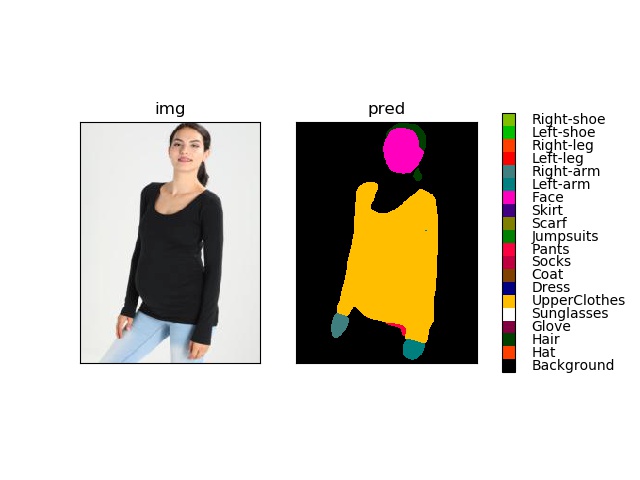 img
pred
Right-shoe
Left-shoe
Right-leg
Left-leg
Right-arm
Left-arm
Face
Skirt
Scarf
Jumpsuits
Pants
Socks
Coat
Dress
UpperClothes
Sunglasses
Glove
Hair
Hat
Background